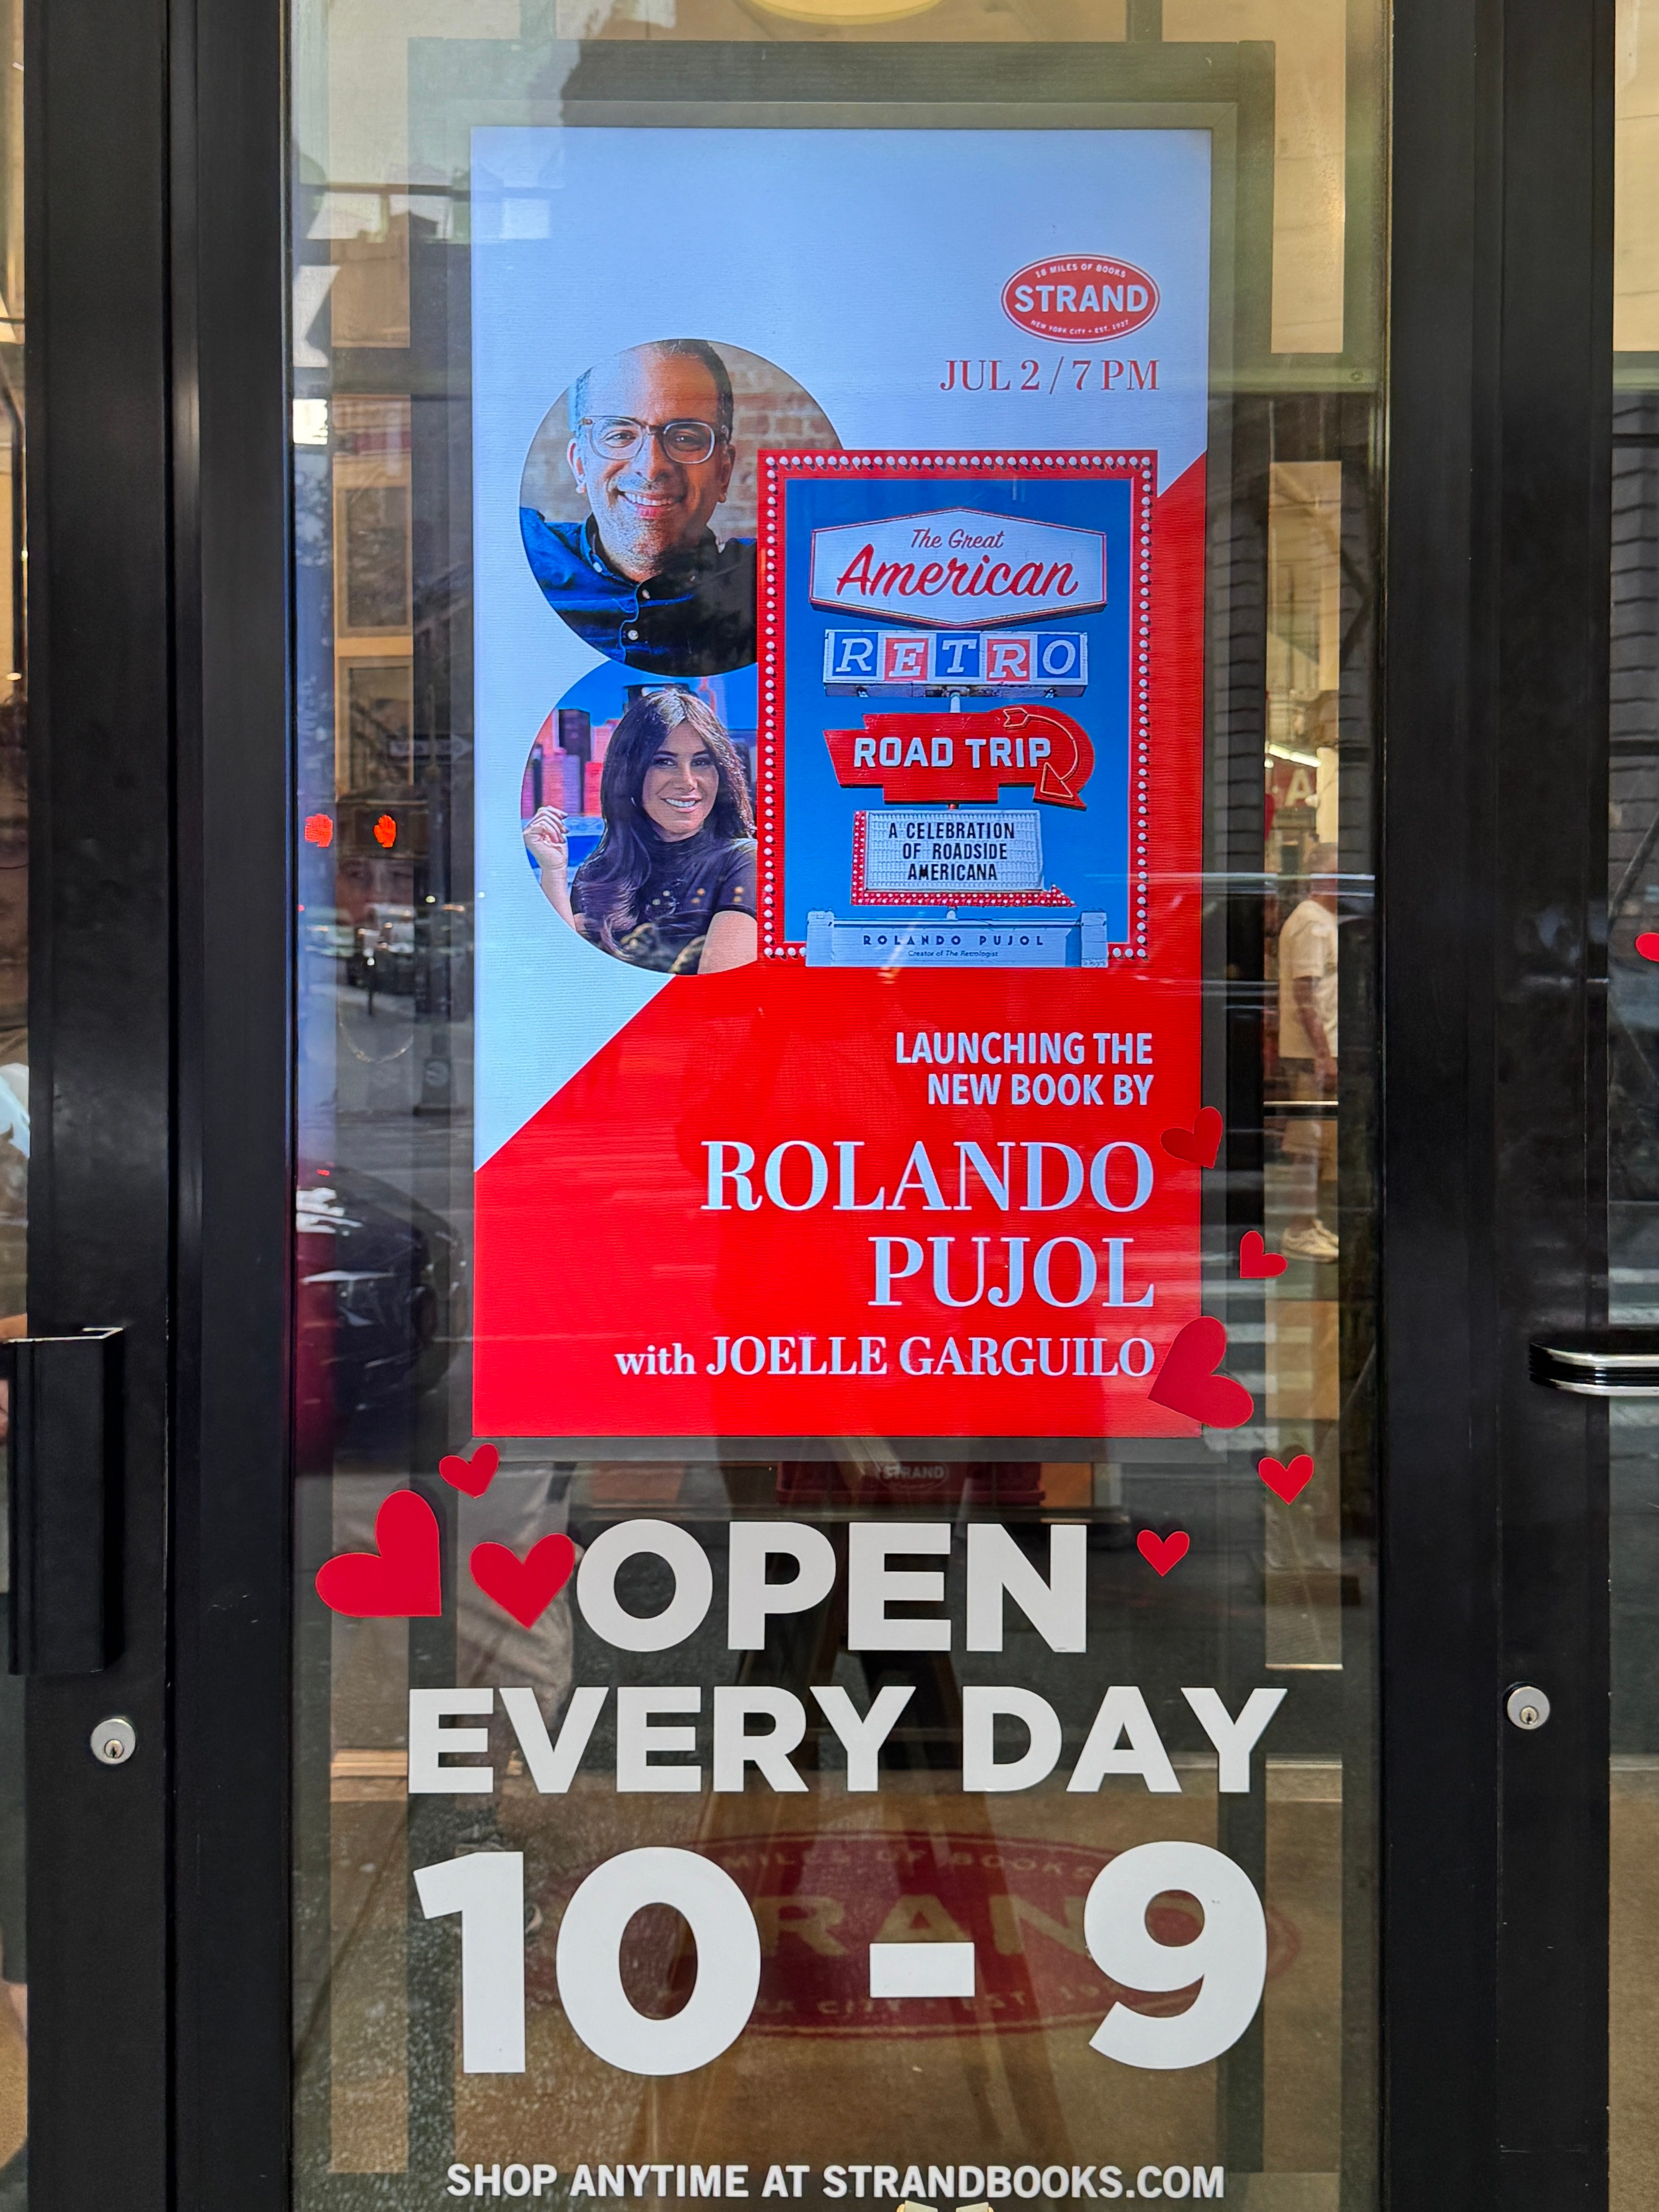 18 MILES OF BOOKS
STRAND
NEW YORK CITY • EST. 1927
JUL 2 / 7 PM
The Great
American
RETRO
ROAD TRIP
A CELEBRATION
OF ROADSIDE
AMERICANA
ROLANDO PUJOL
Creator of The Retrologist
LAUNCHING THE
NEW BOOK BY
ROLANDO
PUJOL
with JOELLE GARGUILO
STRAND
OPEN
EVERY DAY
10 - 9
SHOP ANYTIME AT STRANDBOOKS.COM